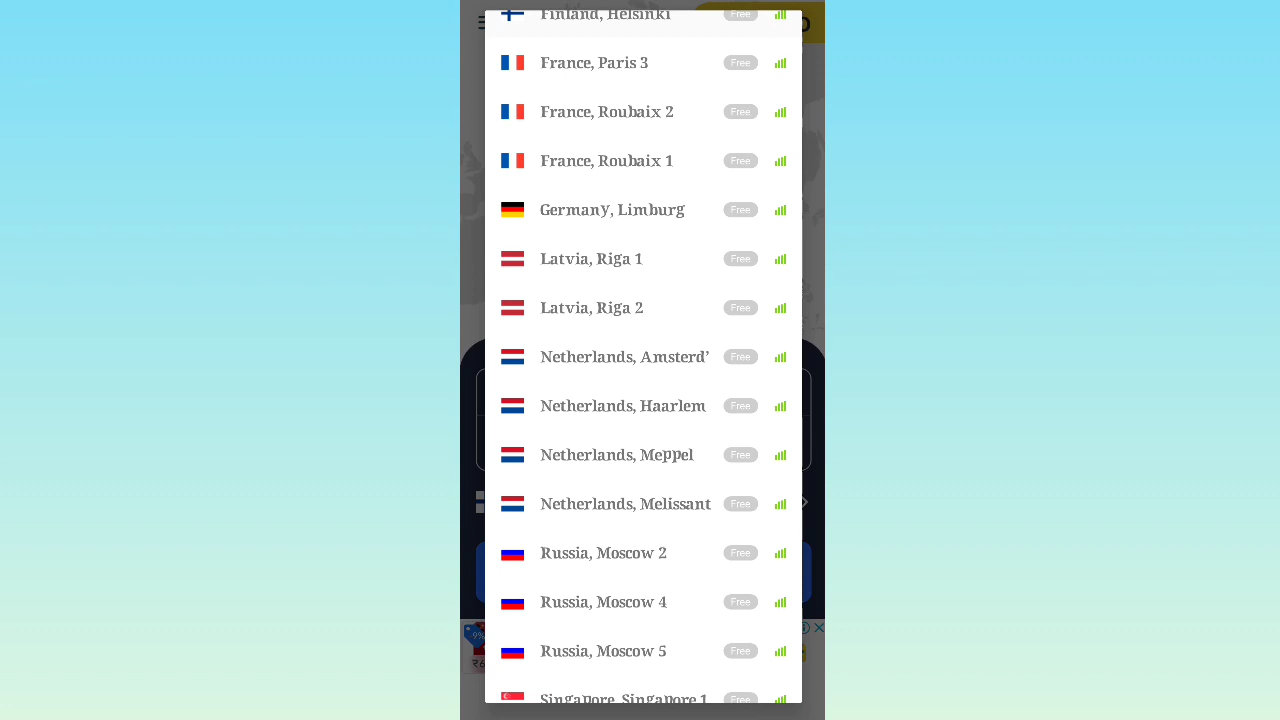 Finland, Helsinki Free
France, Paris 3 Free
France, Roubaix 2 Free
France, Roubaix 1 Free
Germany, Limburg Free
Latvia, Riga 1 Free
Latvia, Riga 2 Free
Netherlands, Amsterd’ Free
Netherlands, Haarlem Free
Netherlands, Meppel Free
Netherlands, Melissant Free
Russia, Moscow 2 Free
Russia, Moscow 4 Free
Russia, Moscow 5 Free
9%
₹6
Singapore, Singapore 1 Free